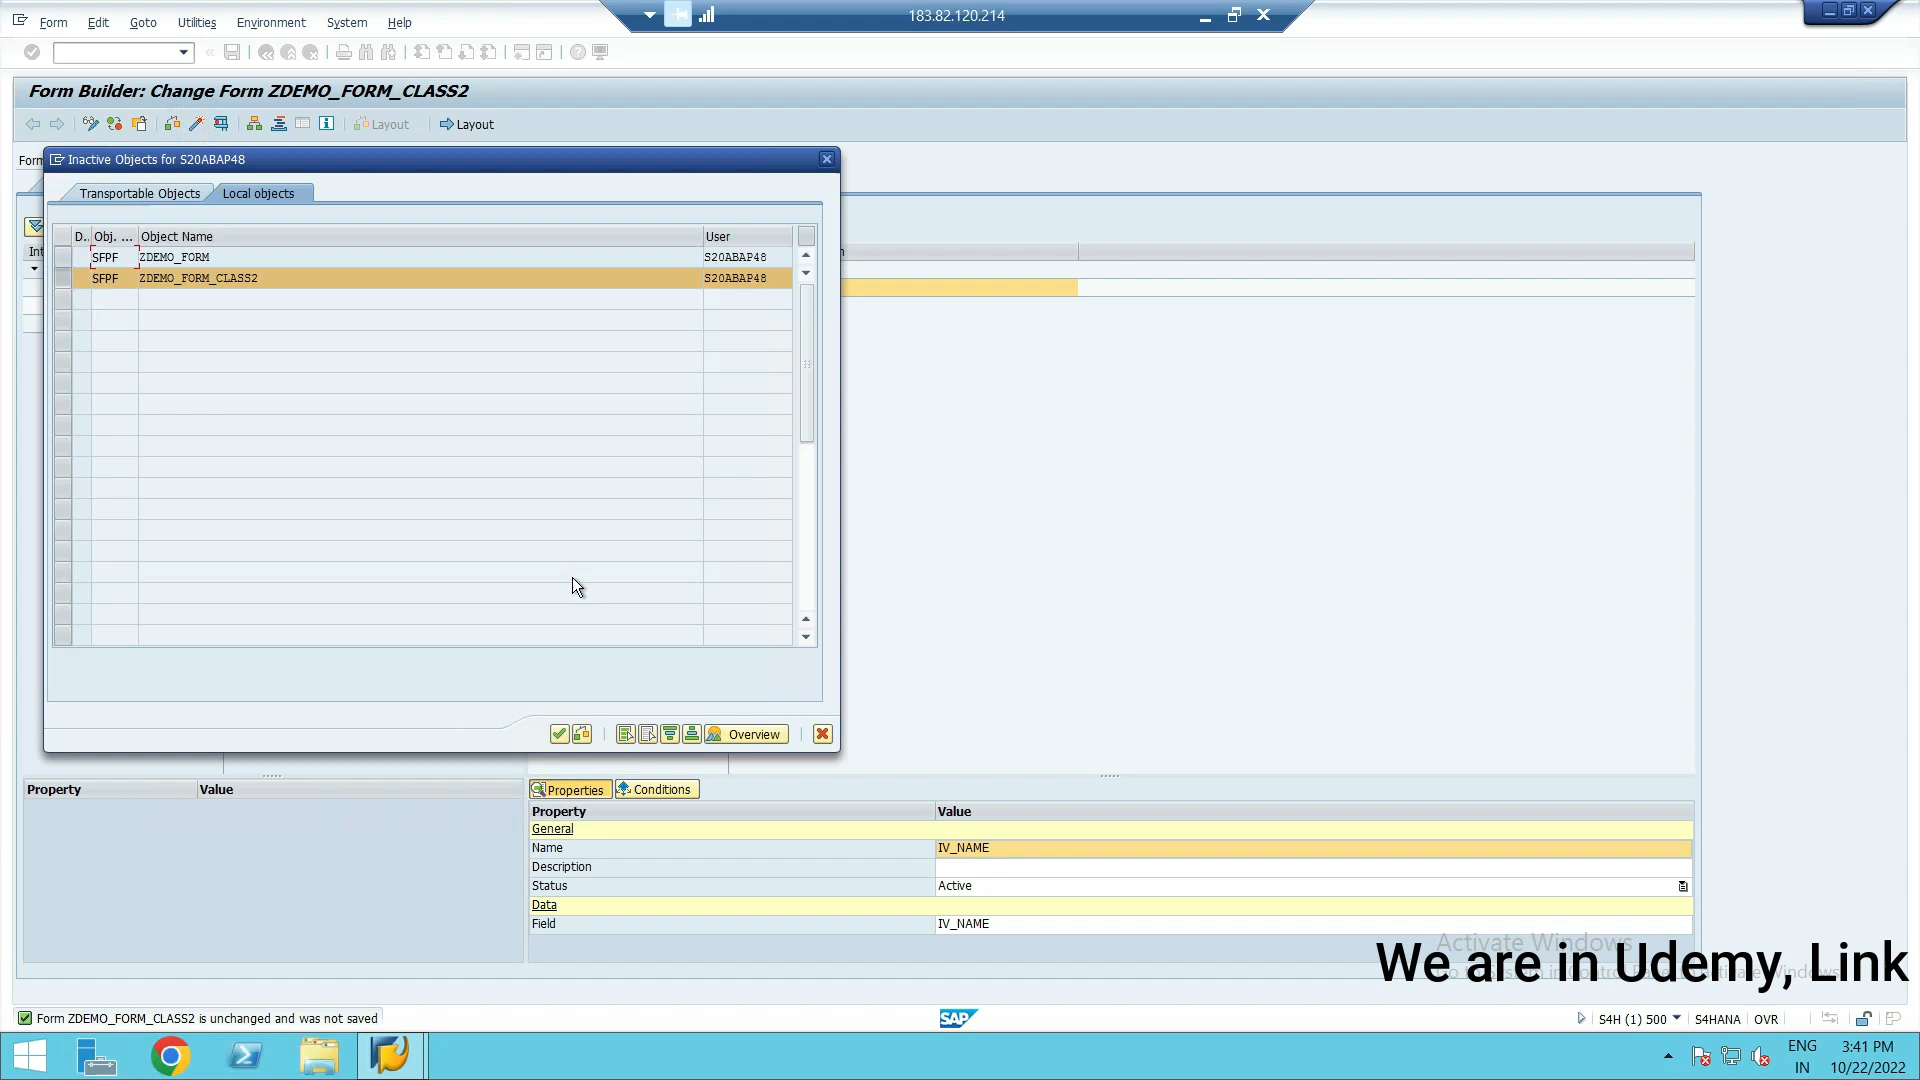 Form Edit Goto Utilities Environment System Help
183.82.120.214
Form Builder: Change Form ZDEMO_FORM_CLASS2
Layout Layout
Form
Inactive Objects for S20ABAP48
Transportable Objects Local objects
D.. Obj. ... Object Name User
SFPF ZDEMO_FORM S20ABAP48
SFPF ZDEMO_FORM_CLASS2 S20ABAP48
Overview
Property Value
Properties Conditions
Property Value
General
Name IV_NAME
Description
Status Active
Data
Field IV_NAME
Activate Windows
We are in Udemy, Link
Form ZDEMO_FORM_CLASS2 is unchanged and was not saved
SAP
S4H (1) 500 S4HANA OVR
ENG
IN
3:41 PM
10/22/2022